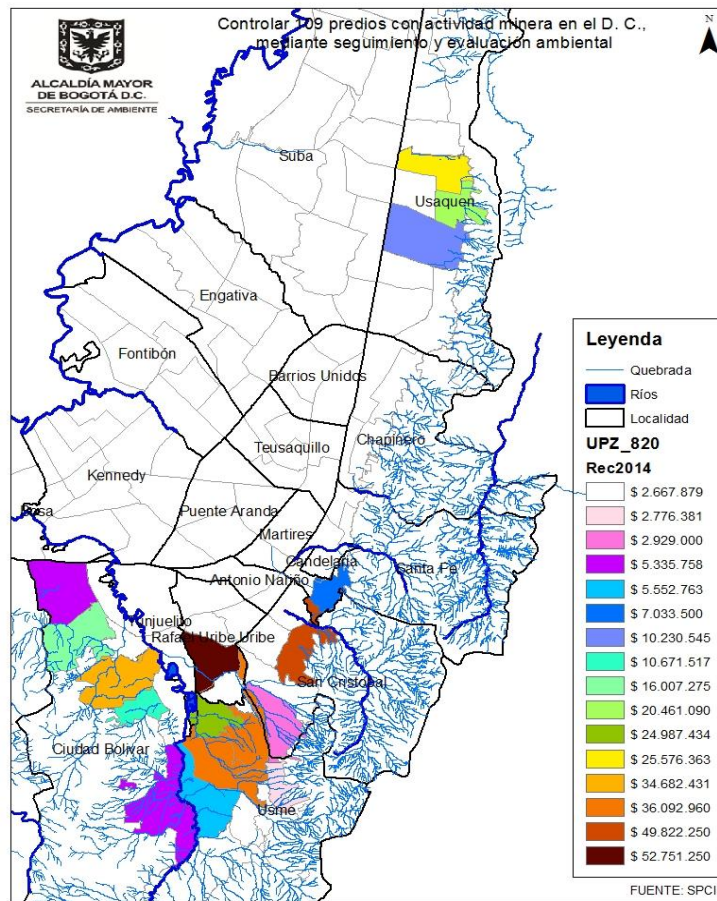 Controlar 109 predios con actividad minera en el D. C.,
mediante seguimiento y evaluación ambiental
N
ALCALDÍA MAYOR
DE BOGOTÁ D.C.
SECRETARÍA DE AMBIENTE
Suba
Usaquen
Engativa
Fontibón
Barrios Unidos
Teusaquillo
Chapinero
Kennedy
Puente Aranda
Martires
Candelaria
Santa Fe
Antonio Nariño
Rafael Uribe Uribe
San Cristobal
Ciudad Bolivar
Usme
Leyenda
Quebrada
Ríos
Localidad
UPZ_820
Rec2014
$ 2.667.879
$ 2.776.381
$ 2.929.000
$ 5.335.758
$ 5.552.763
$ 7.033.500
$ 10.230.545
$ 10.671.517
$ 16.007.275
$ 20.461.090
$ 24.987.434
$ 25.576.363
$ 34.682.431
$ 36.092.960
$ 49.822.250
$ 52.751.250
FUENTE: SPCI